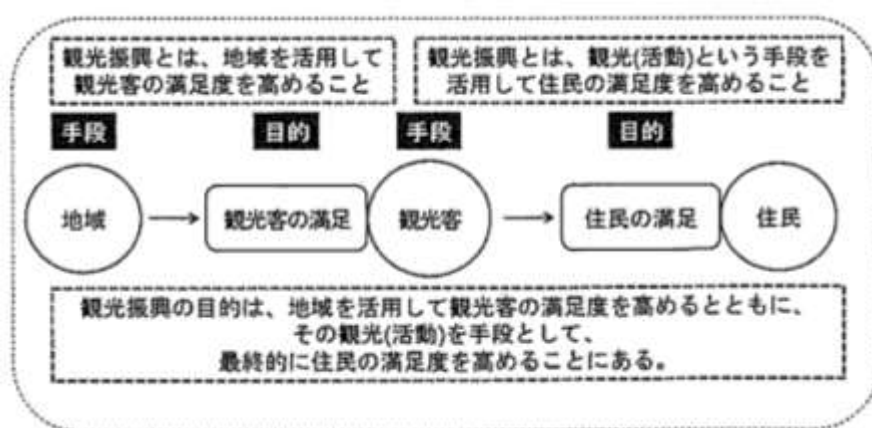 観光振興とは、地域を活用して
観光客の満足度を高めること
観光振興とは、観光(活動)という手段を
活用して住民の満足度を高めること
手段
目的
手段
目的
地域
観光客の満足
観光客
住民の満足
住民
観光振興の目的は、地域を活用して観光客の満足度を高めるとともに、
その観光(活動)を手段として、
最終的に住民の満足度を高めることにある。